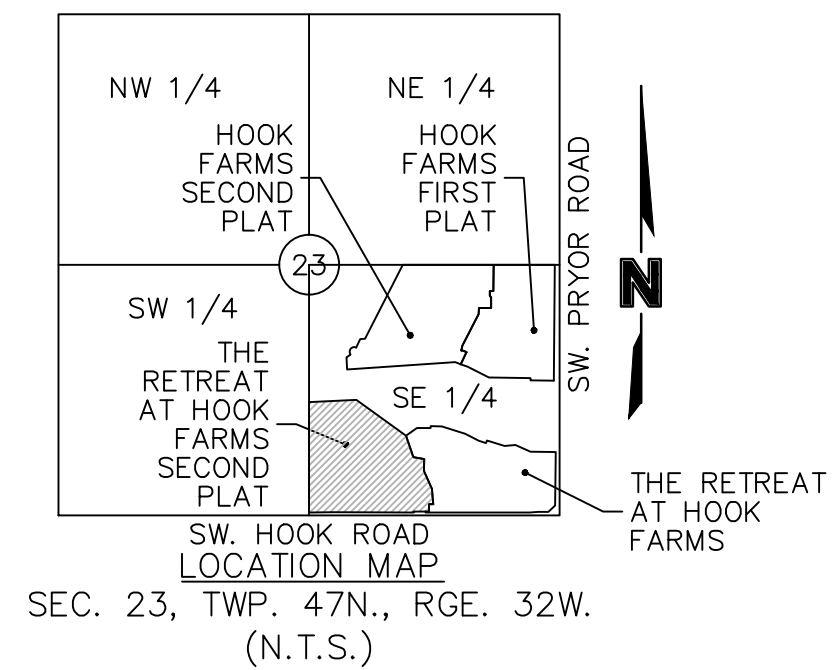 NW 1/4
NE 1/4
HOOK
FARMS
SECOND
PLAT
HOOK
FARMS
FIRST
PLAT
SW. PRYOR ROAD
N
23
SW 1/4
SE 1/4
THE
RETREAT
AT HOOK
FARMS
SECOND
PLAT
THE RETREAT
AT HOOK
FARMS
SW. HOOK ROAD
LOCATION MAP
SEC. 23, TWP. 47N., RGE. 32W.
(N.T.S.)